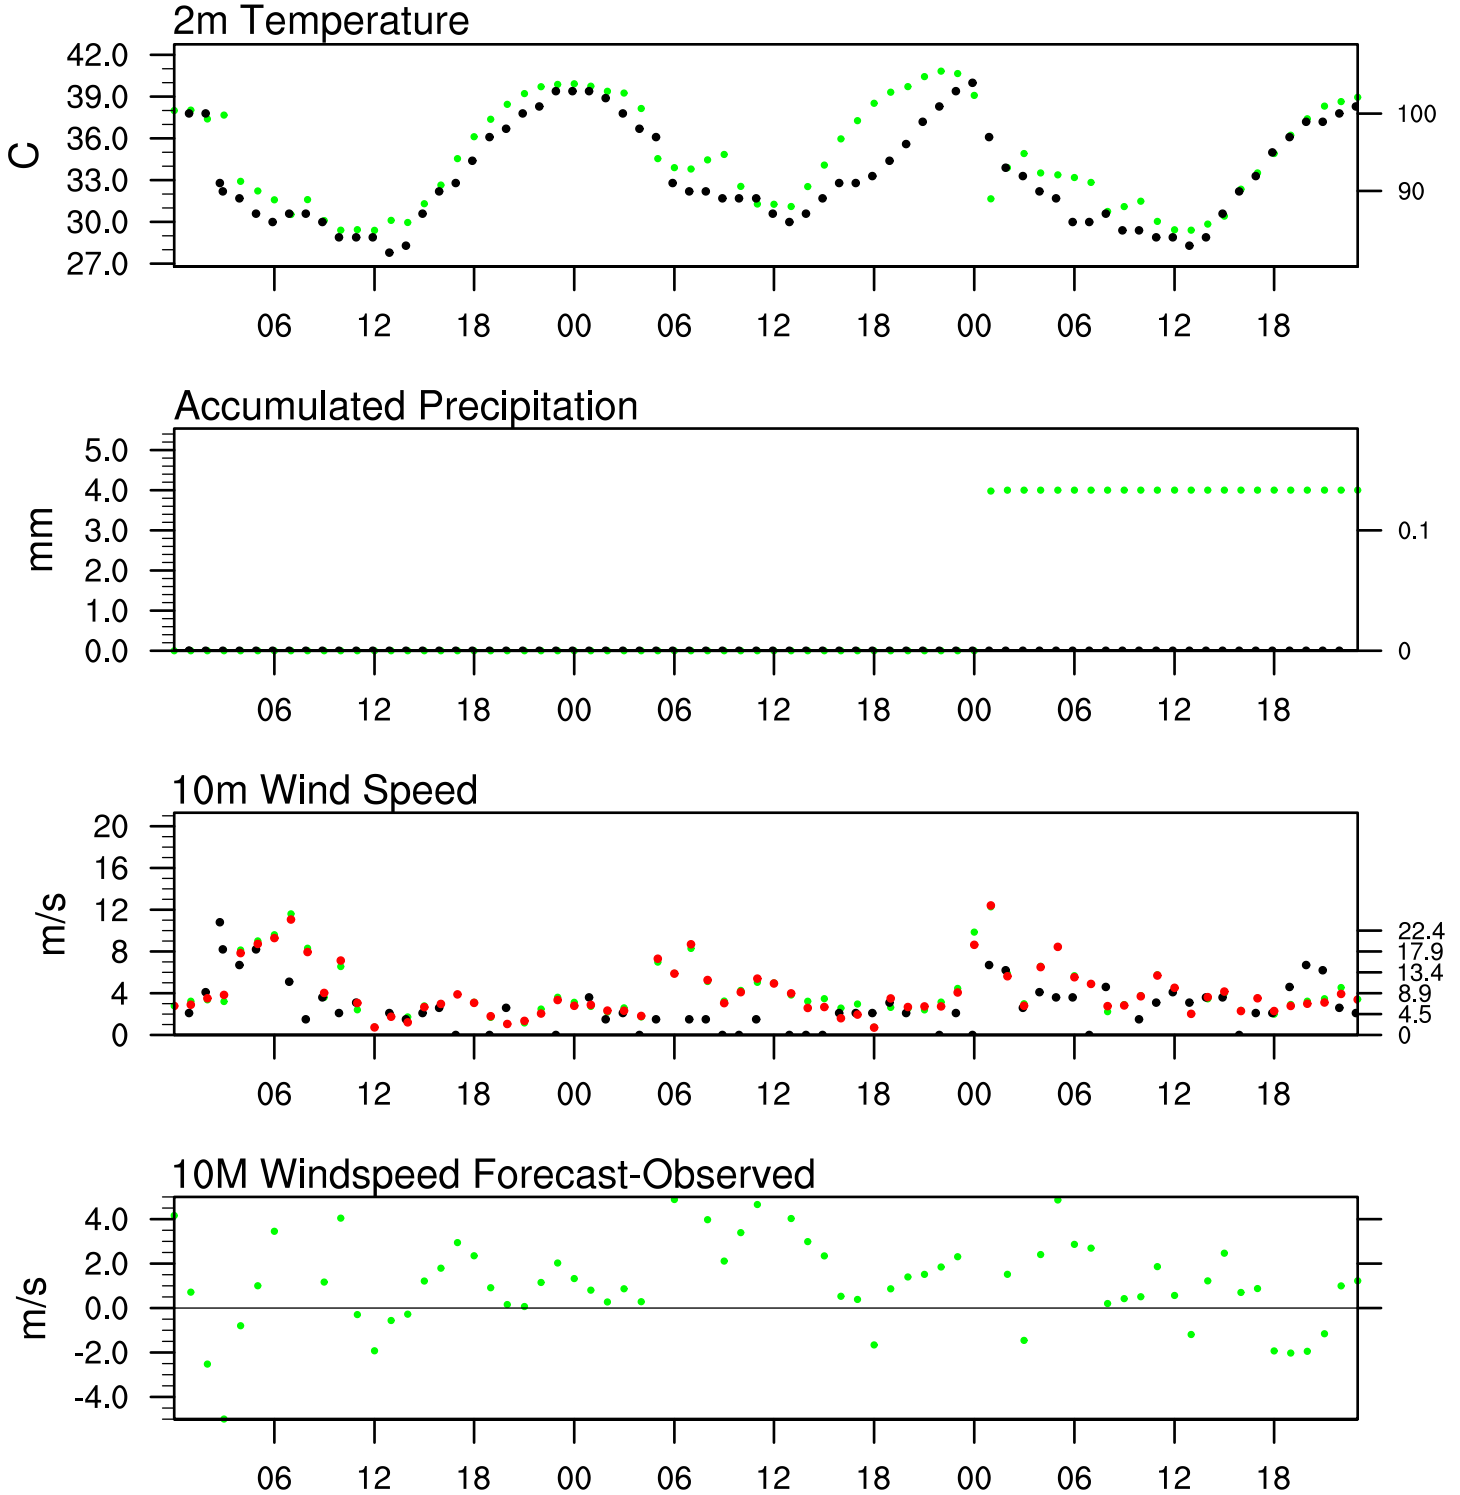 2m Temperature
42.0
39.0
36.0
33.0
30.0
27.0
C
100
90
06 12 18 00 06 12 18 00 06 12 18
Accumulated Precipitation
5.0
4.0
3.0
2.0
1.0
0.0
mm
0.1
0
06 12 18 00 06 12 18 00 06 12 18
10m Wind Speed
20
16
12
8
4
0
m/s
22.4
17.9
13.4
8.9
4.5
0
06 12 18 00 06 12 18 00 06 12 18
10M Windspeed Forecast-Observed
4.0
2.0
0.0
-2.0
-4.0
m/s
06 12 18 00 06 12 18 00 06 12 18